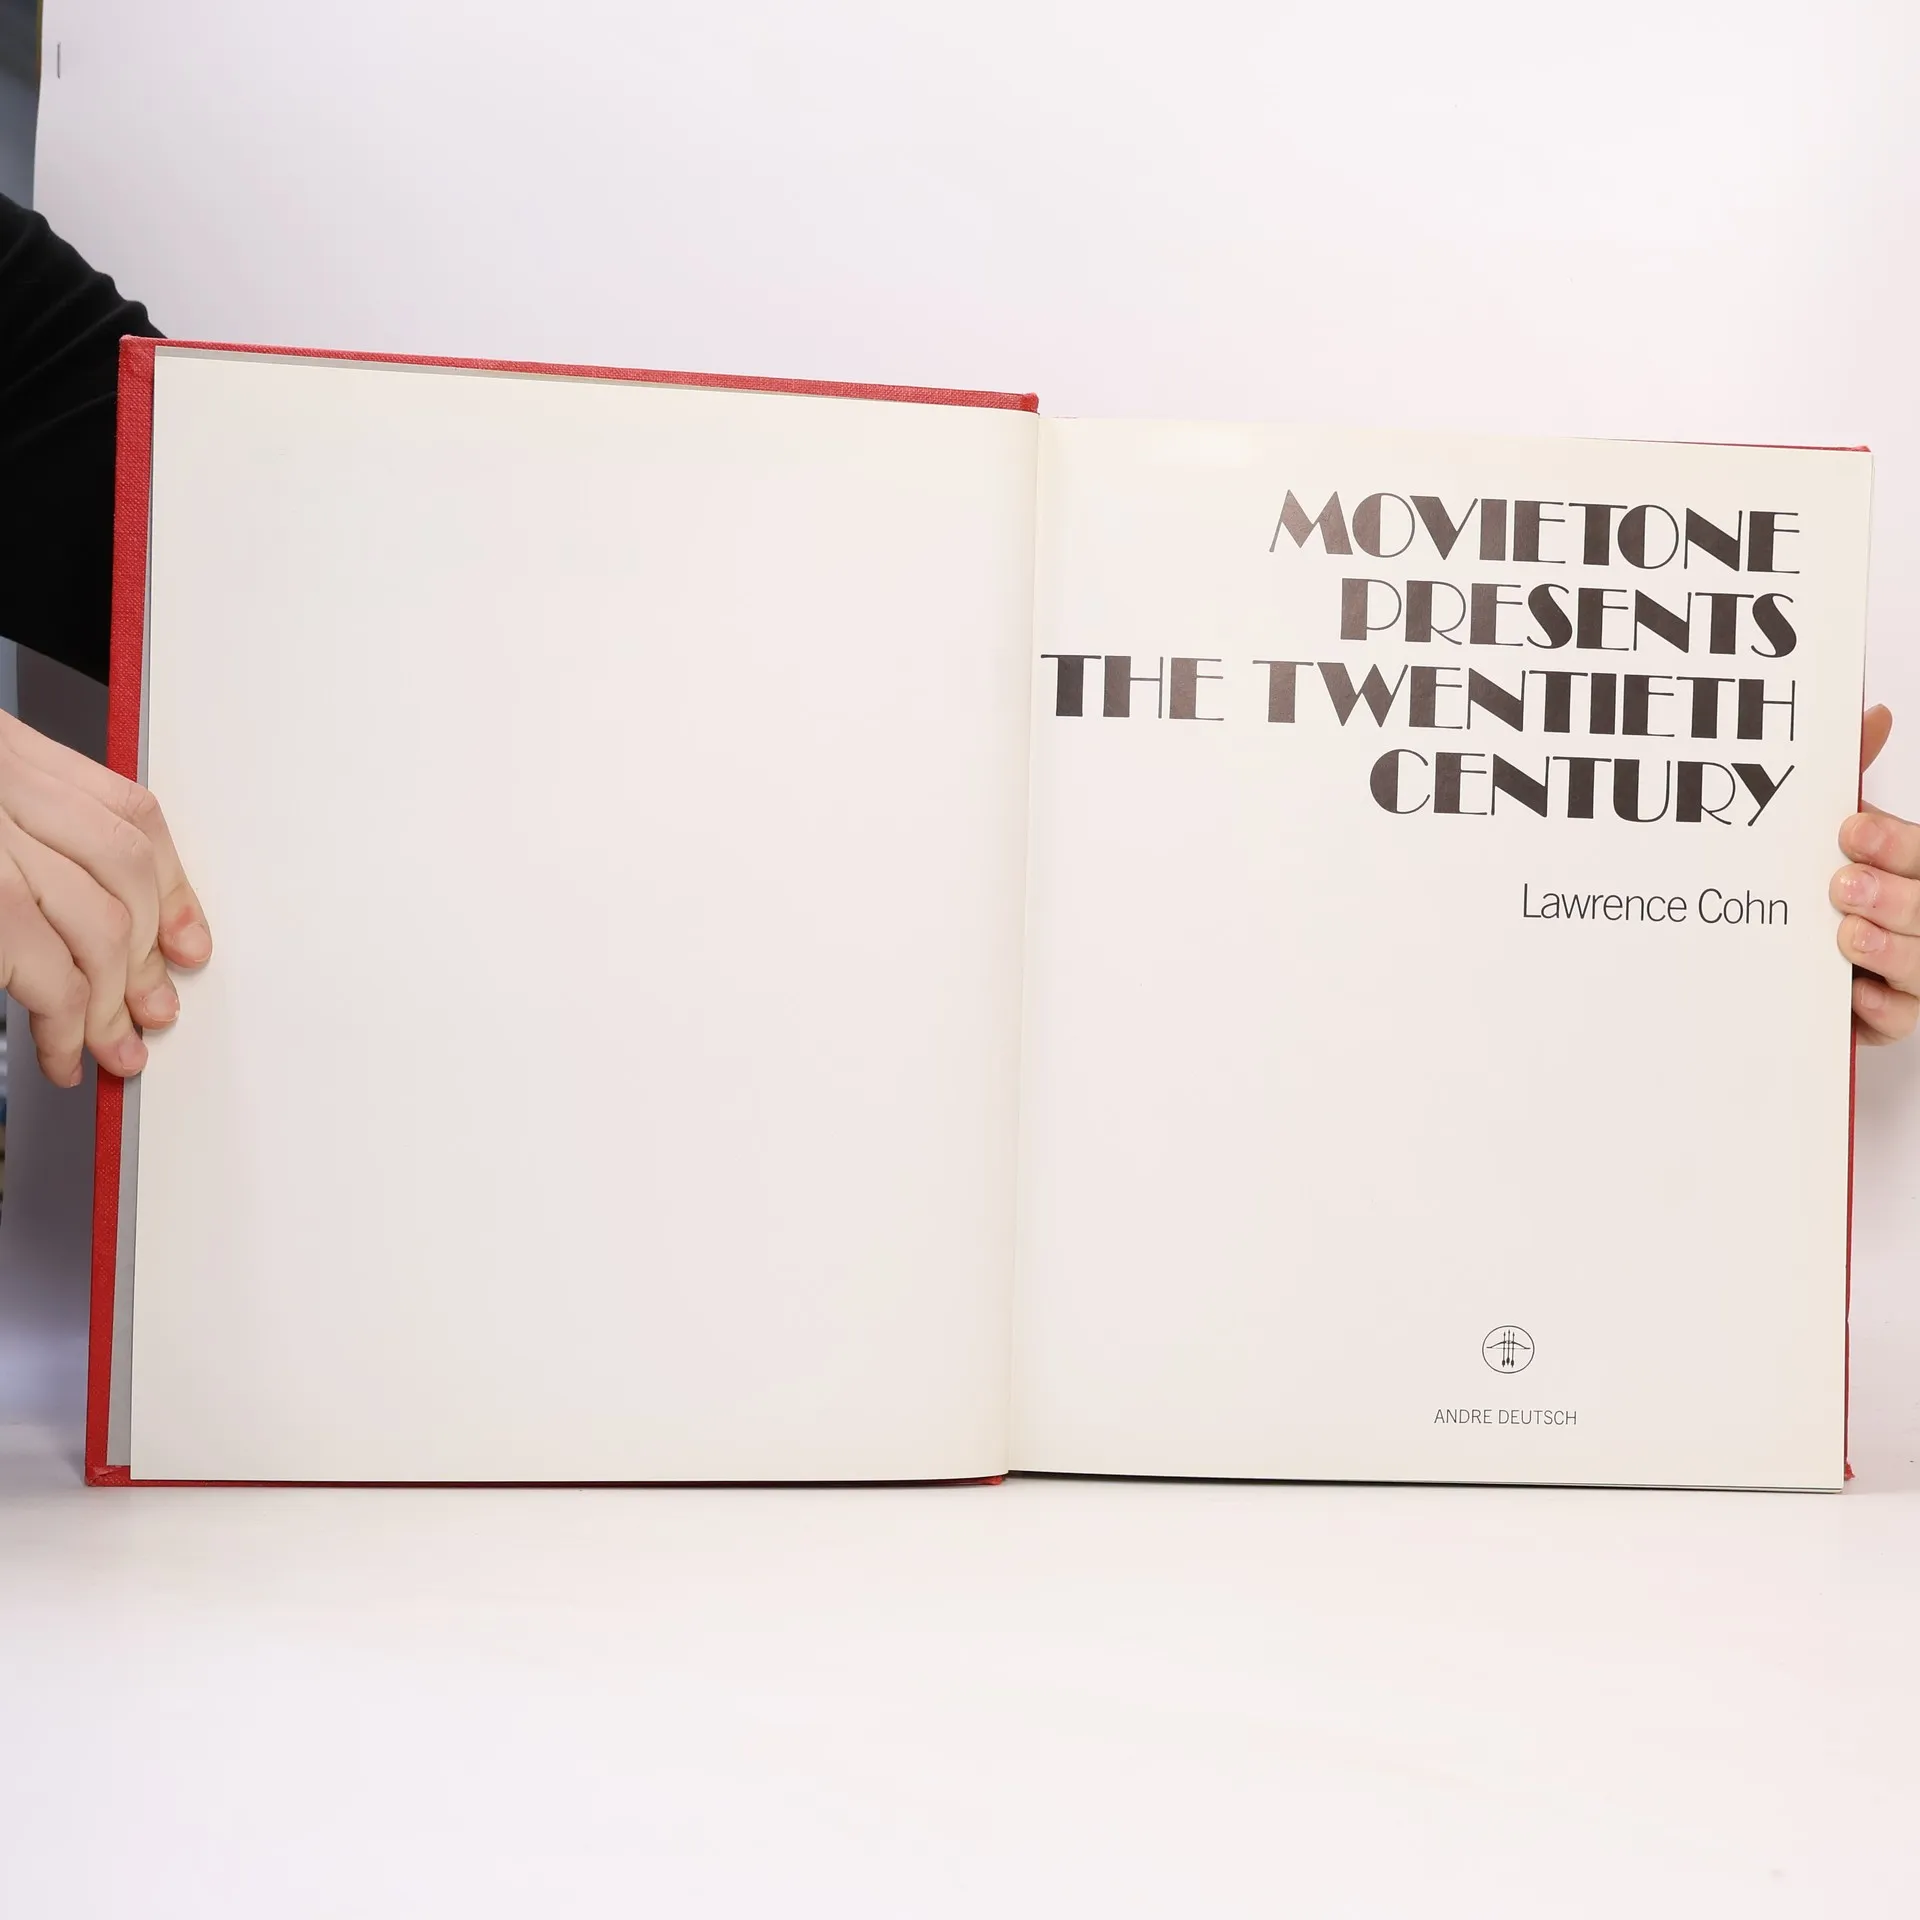 MOVIETONE
PRESENTS
THE TWENTIETH
CENTURY
Lawrence Cohn
ANDRE DEUTSCH